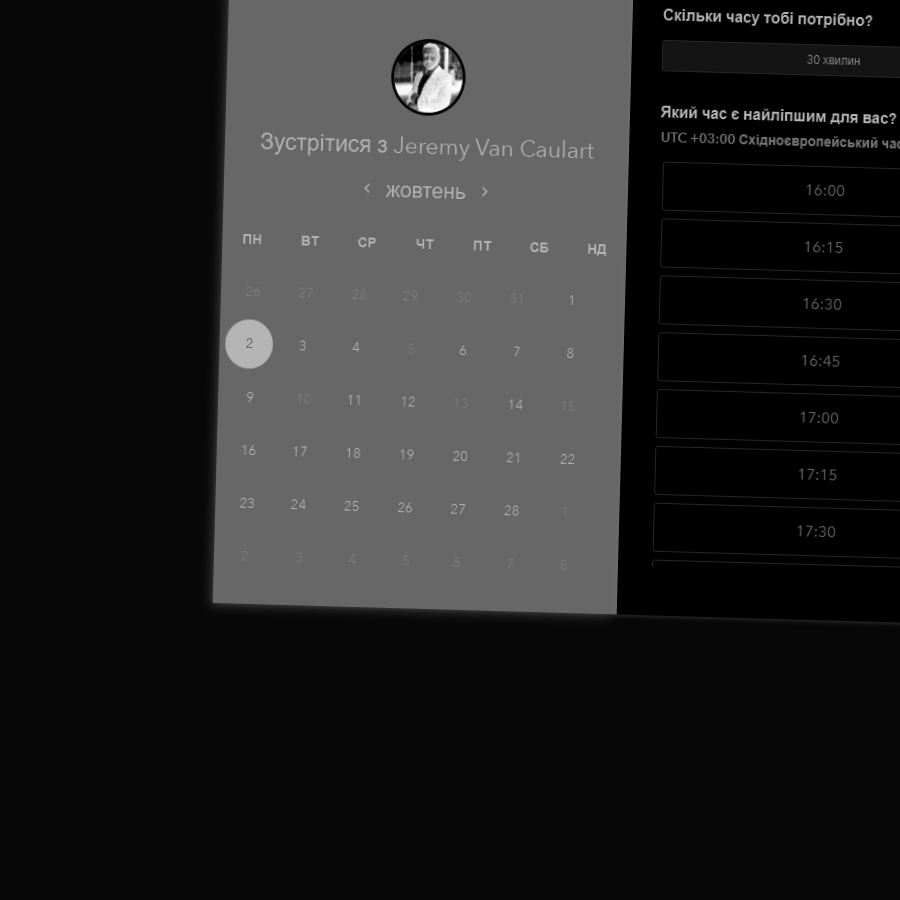 Зустрітися з Jeremy Van Caulart
‹ жовтень ›
ПН ВТ СР ЧТ ПТ СБ НД
26 27 28 29 30 31 1
2 3 4 5 6 7 8
9 10 11 12 13 14 15
16 17 18 19 20 21 22
23 24 25 26 27 28 1
2 3 4 5 6 7 8
Скільки часу тобі потрібно?
30 хвилин
Який час є найліпшим для вас?
UTC +03:00 Східноєвропейський
16:00
16:15
16:30
16:45
17:00
17:15
17:30